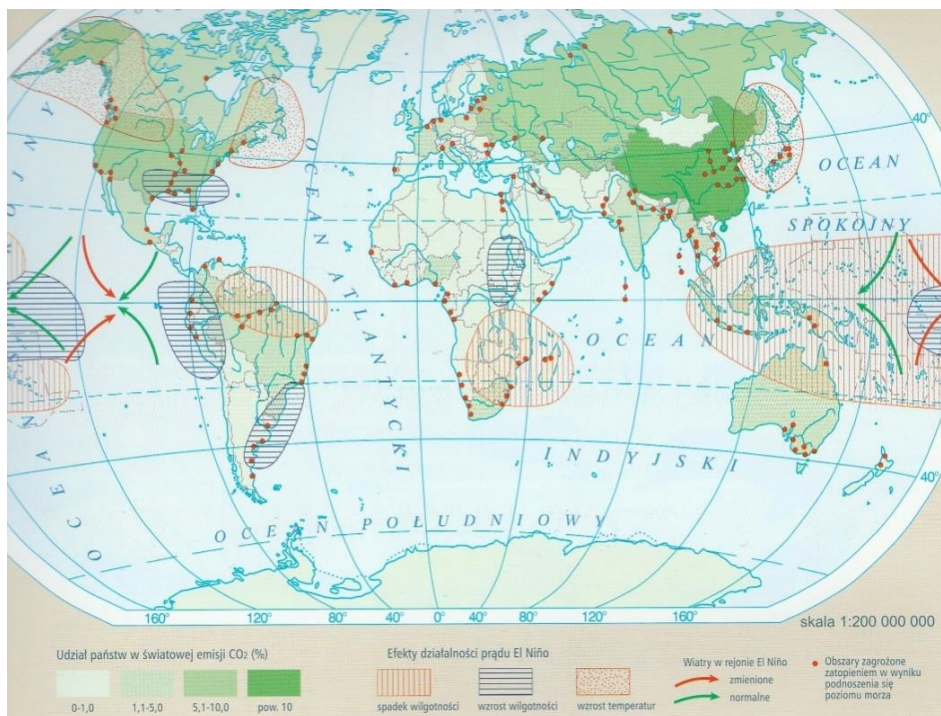 OCEAN
ATLANTYCKI
OCEAN
SPOKOJNY
OCEAN
INDYJSKI
OCEAN
OCEAN POŁUDNIOWY
40°
40°
160° 120° 80° 40° 0° 40° 80° 120° 160°
skala 1:200 000 000
Udział państw w światowej emisji CO2 (%)
0-1,0 1,1-5,0 5,1-10,0 pow. 10
Efekty działalności prądu El Niño
spadek wilgotności wzrost wilgotności wzrost temperatur
Wiatry w rejonie El Niño
zmienione
normalne
Obszary zagrożone
zatopieniem w wyniku
podnoszenia się
poziomu morza